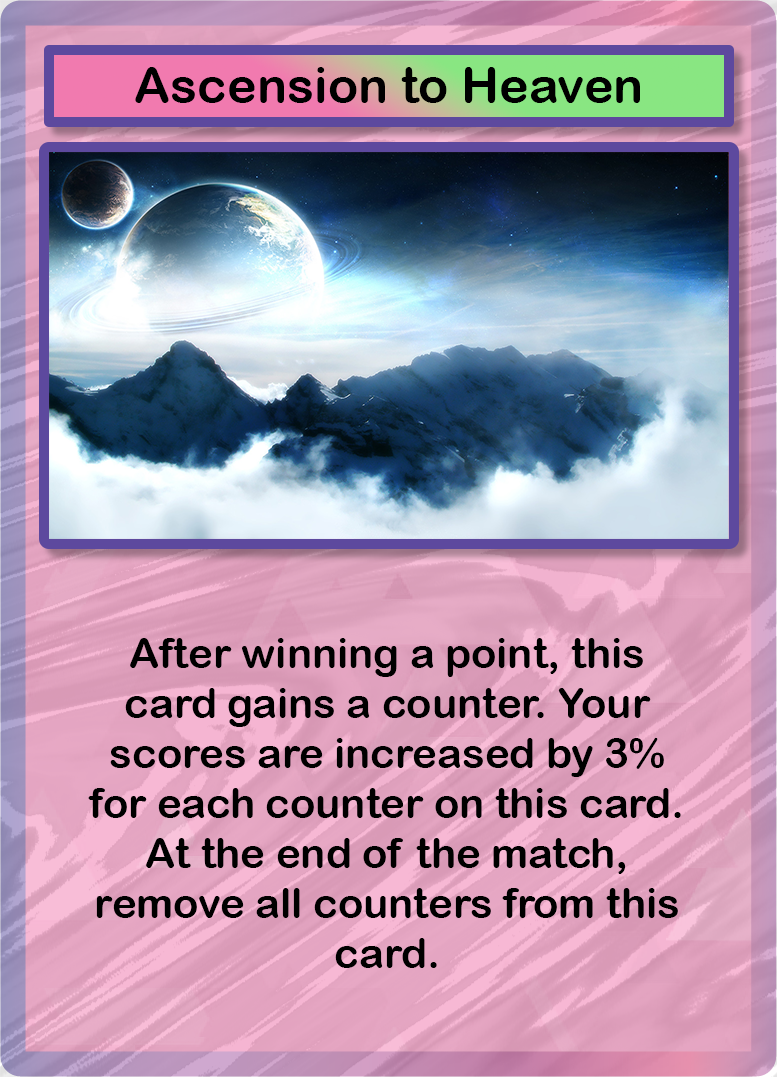 Ascension to Heaven
After winning a point, this
card gains a counter. Your
scores are increased by 3%
for each counter on this card.
At the end of the match,
remove all counters from this
card.